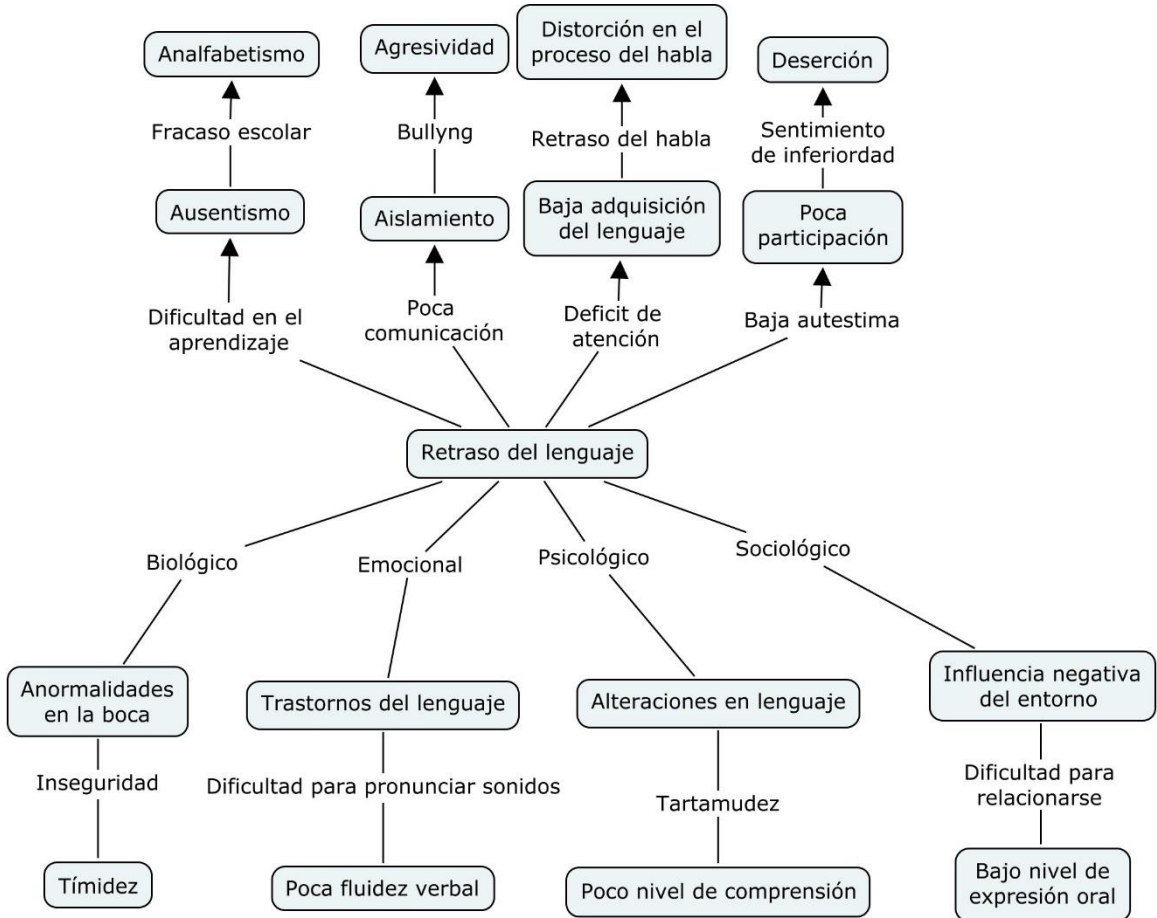 Analfabetismo
Agresividad
Distorción en el
proceso del habla
Deserción
Fracaso escolar
Bullyng
Retraso del habla
Sentimiento
de inferiordad
Ausentismo
Aislamiento
Baja adquisición
del lenguaje
Poca
participación
Dificultad en el
aprendizaje
Poca
comunicación
Deficit de
atención
Baja autestima
Retraso del lenguaje
Biológico
Emocional
Psicológico
Sociológico
Anormalidades
en la boca
Trastornos del lenguaje
Alteraciones en lenguaje
Influencia negativa
del entorno
Inseguridad
Dificultad para pronunciar sonidos
Tartamudez
Dificultad para
relacionarse
Tímidez
Poca fluidez verbal
Poco nivel de comprensión
Bajo nivel de
expresión oral